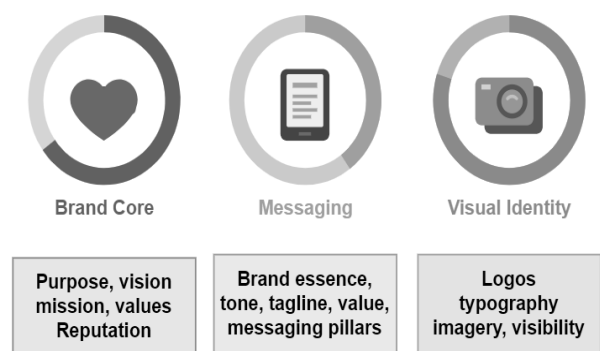 Brand Core
Messaging
Visual Identity
Purpose, vision
mission, values
Reputation
Brand essence,
tone, tagline, value,
messaging pillars
Logos
typography
imagery, visibility